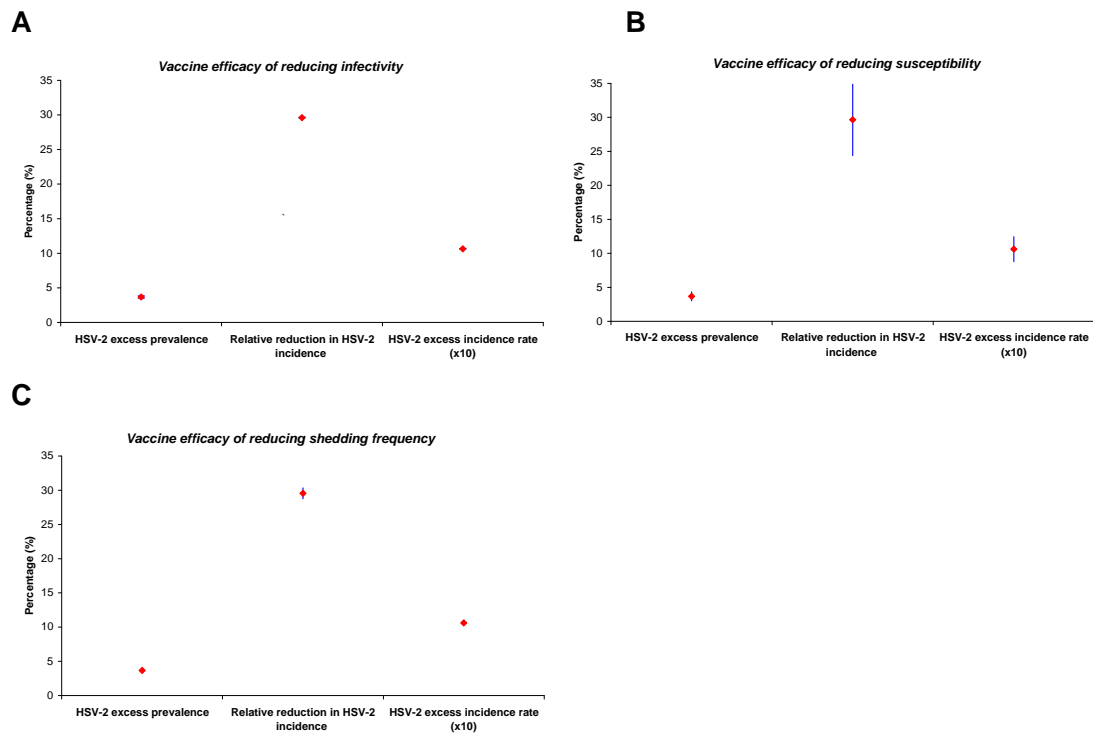 A
Vaccine efficacy of reducing infectivity
35
30
25
20
15
10
5
0
Percentage (%)
HSV-2 excess prevalence
Relative reduction in HSV-2
incidence
HSV-2 excess incidence rate
(x10)
B
Vaccine efficacy of reducing susceptibility
35
30
25
20
15
10
5
0
Percentage (%)
HSV-2 excess prevalence
Relative reduction in HSV-2
incidence
HSV-2 excess incidence rate
(x10)
C
Vaccine efficacy of reducing shedding frequency
35
30
25
20
15
10
5
0
Percentage (%)
HSV-2 excess prevalence
Relative reduction in HSV-2
incidence
HSV-2 excess incidence rate
(x10)